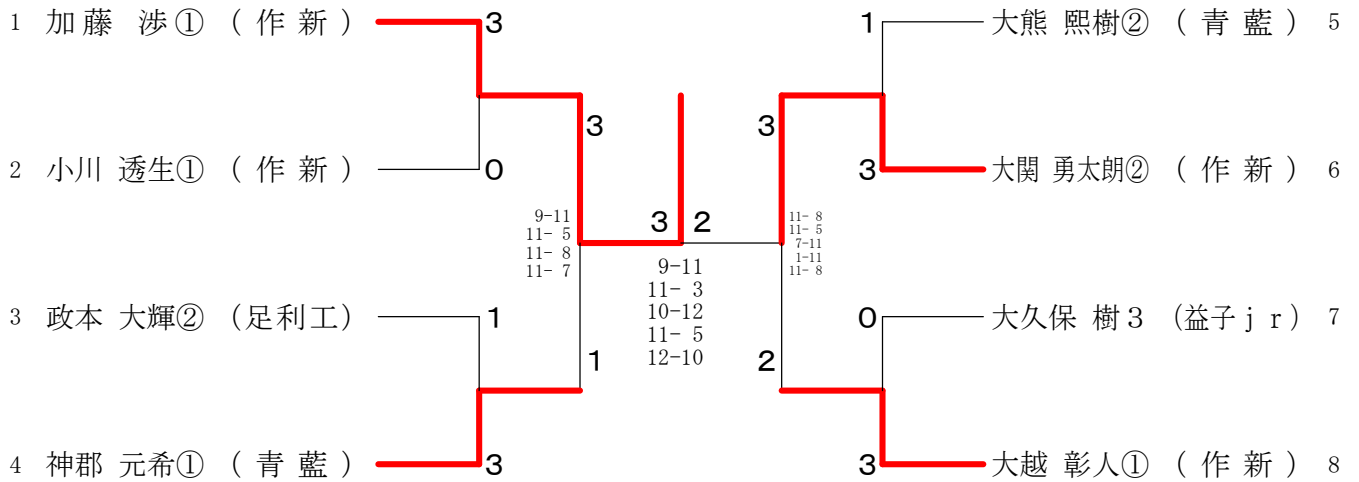 1 加藤 渉① (作新) 3
2 小川 透生① (作新) 0
3 政本 大輝② (足利工) 1
4 神郡 元希① (青藍) 3
3
1
9-11
11- 5
11- 8
11- 7
3 2
9-11
11- 3
10-12
11- 5
12-10
3
2
11- 8
11- 5
7-11
1-11
11- 8
1 大熊 熙樹② (青藍) 5
3 大関 勇太朗② (作新) 6
0 大久保 樹3 (益子jr) 7
3 大越 彰人① (作新) 8